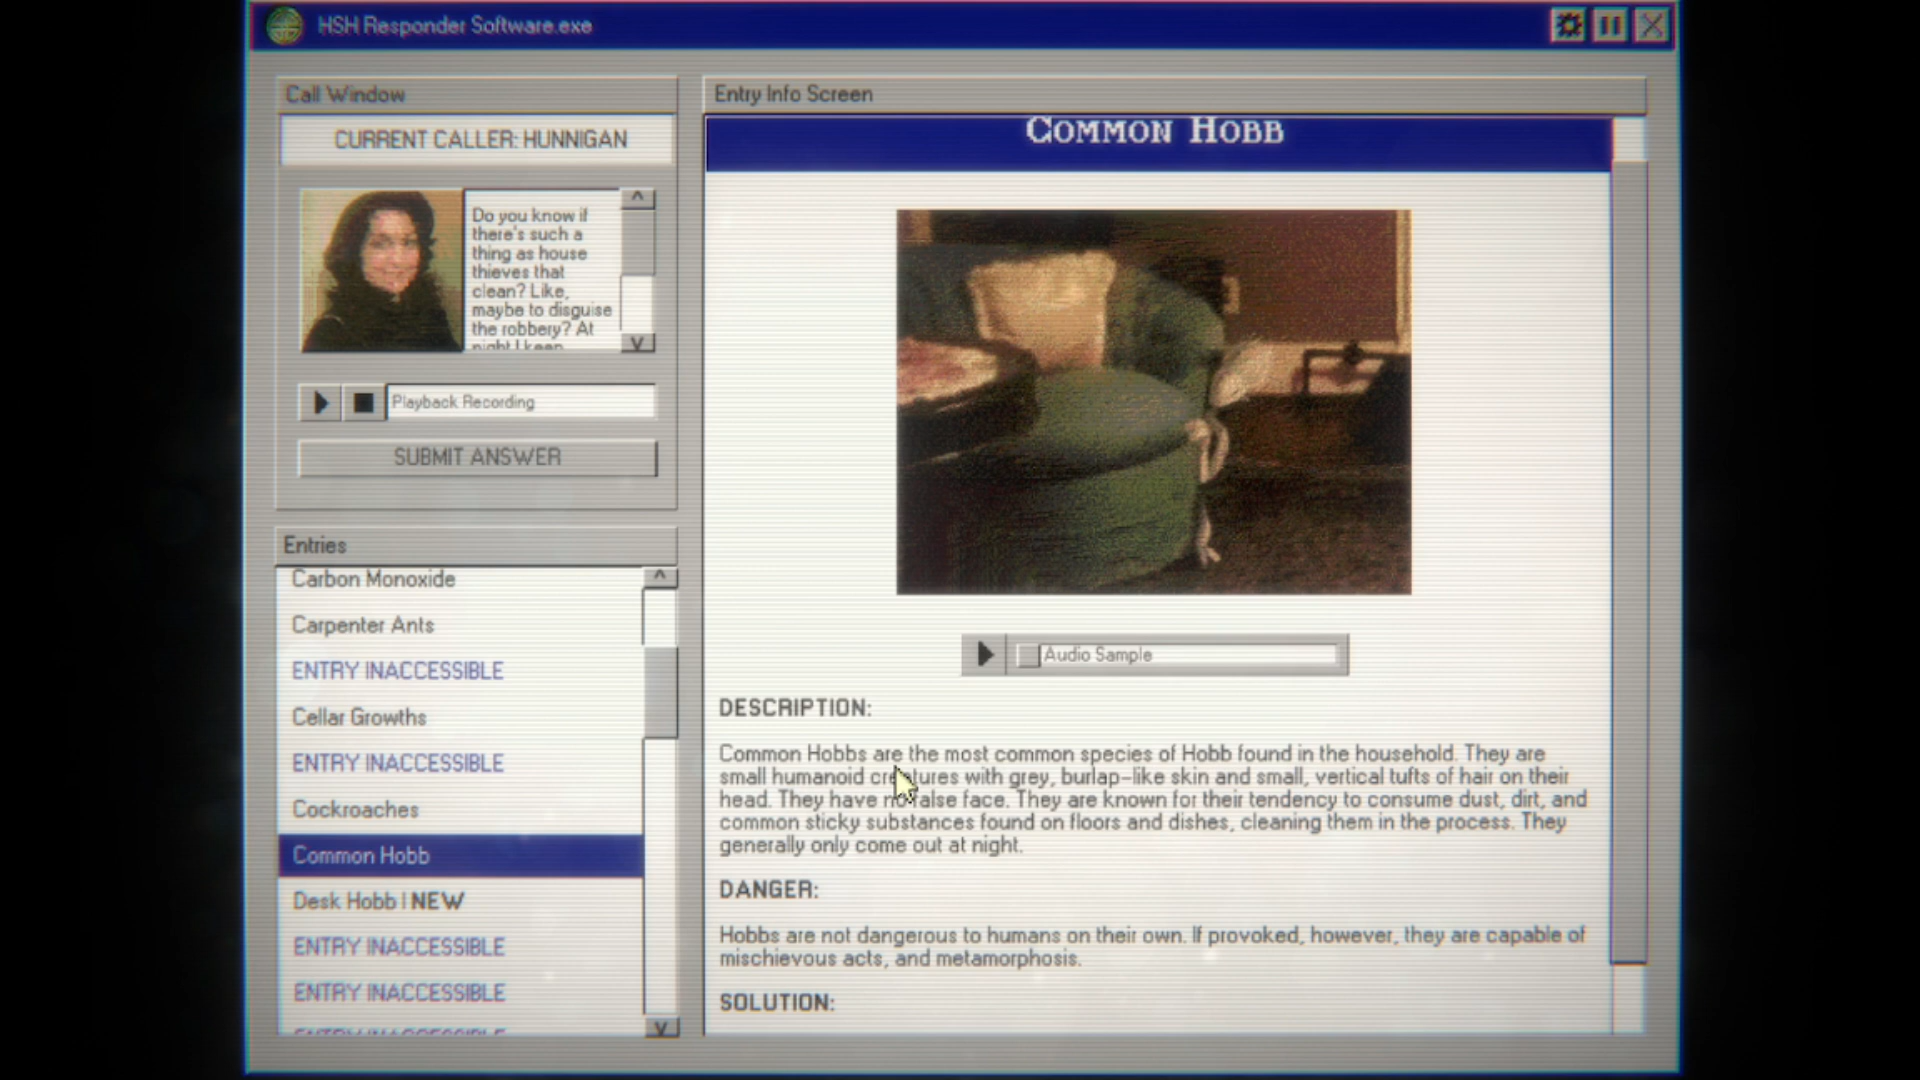 HSH Responder Software.exe
Call Window
CURRENT CALLER: HUNNIGAN
Do you know if
there's such a
thing as house
thieves that
clean? Like,
maybe to disguise
the robbery? At
night I keep
Playback Recording
SUBMIT ANSWER
Entries
Carbon Monoxide
Carpenter Ants
ENTRY INACCESSIBLE
Cellar Growths
ENTRY INACCESSIBLE
Cockroaches
Common Hobb
Desk Hobb | NEW
ENTRY INACCESSIBLE
ENTRY INACCESSIBLE
ENTRY INACCESSIBLE
Entry Info Screen
Common Hobb
Audio Sample
DESCRIPTION:
Common Hobbs are the most common species of Hobb found in the household. They are
small humanoid creatures with grey, burlap-like skin and small, vertical tufts of hair on their
head. They have no false face. They are known for their tendency to consume dust, dirt, and
common sticky substances found on floors and dishes, cleaning them in the process. They
generally only come out at night.
DANGER:
Hobbs are not dangerous to humans on their own. If provoked, however, they are capable of
mischievous acts, and metamorphosis.
SOLUTION: